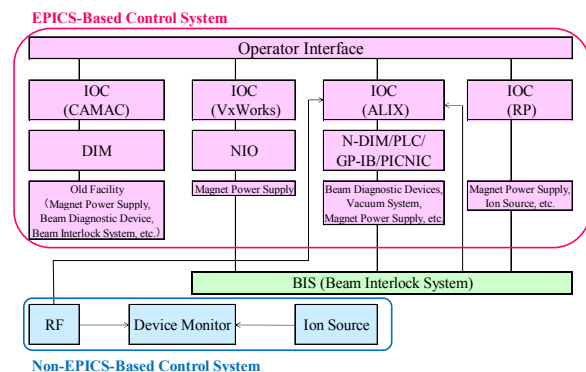 EPICS-Based Control System
Operator Interface
IOC
(CAMAC)
IOC
(VxWorks)
IOC
(ALIX)
IOC
(RP)
DIM
NIO
N-DIM/PLC/
GP-IB/PICNIC
Old Facility
(Magnet Power Supply,
Beam Diagnostic Device,
Beam Interlock System, etc.)
Magnet Power Supply
Beam Diagnostic Devices,
Vacuum System,
Magnet Power Supply, etc.
Magnet Power Supply,
Ion Source, etc.
BIS (Beam Interlock System)
RF
Device Monitor
Ion Source
Non-EPICS-Based Control System